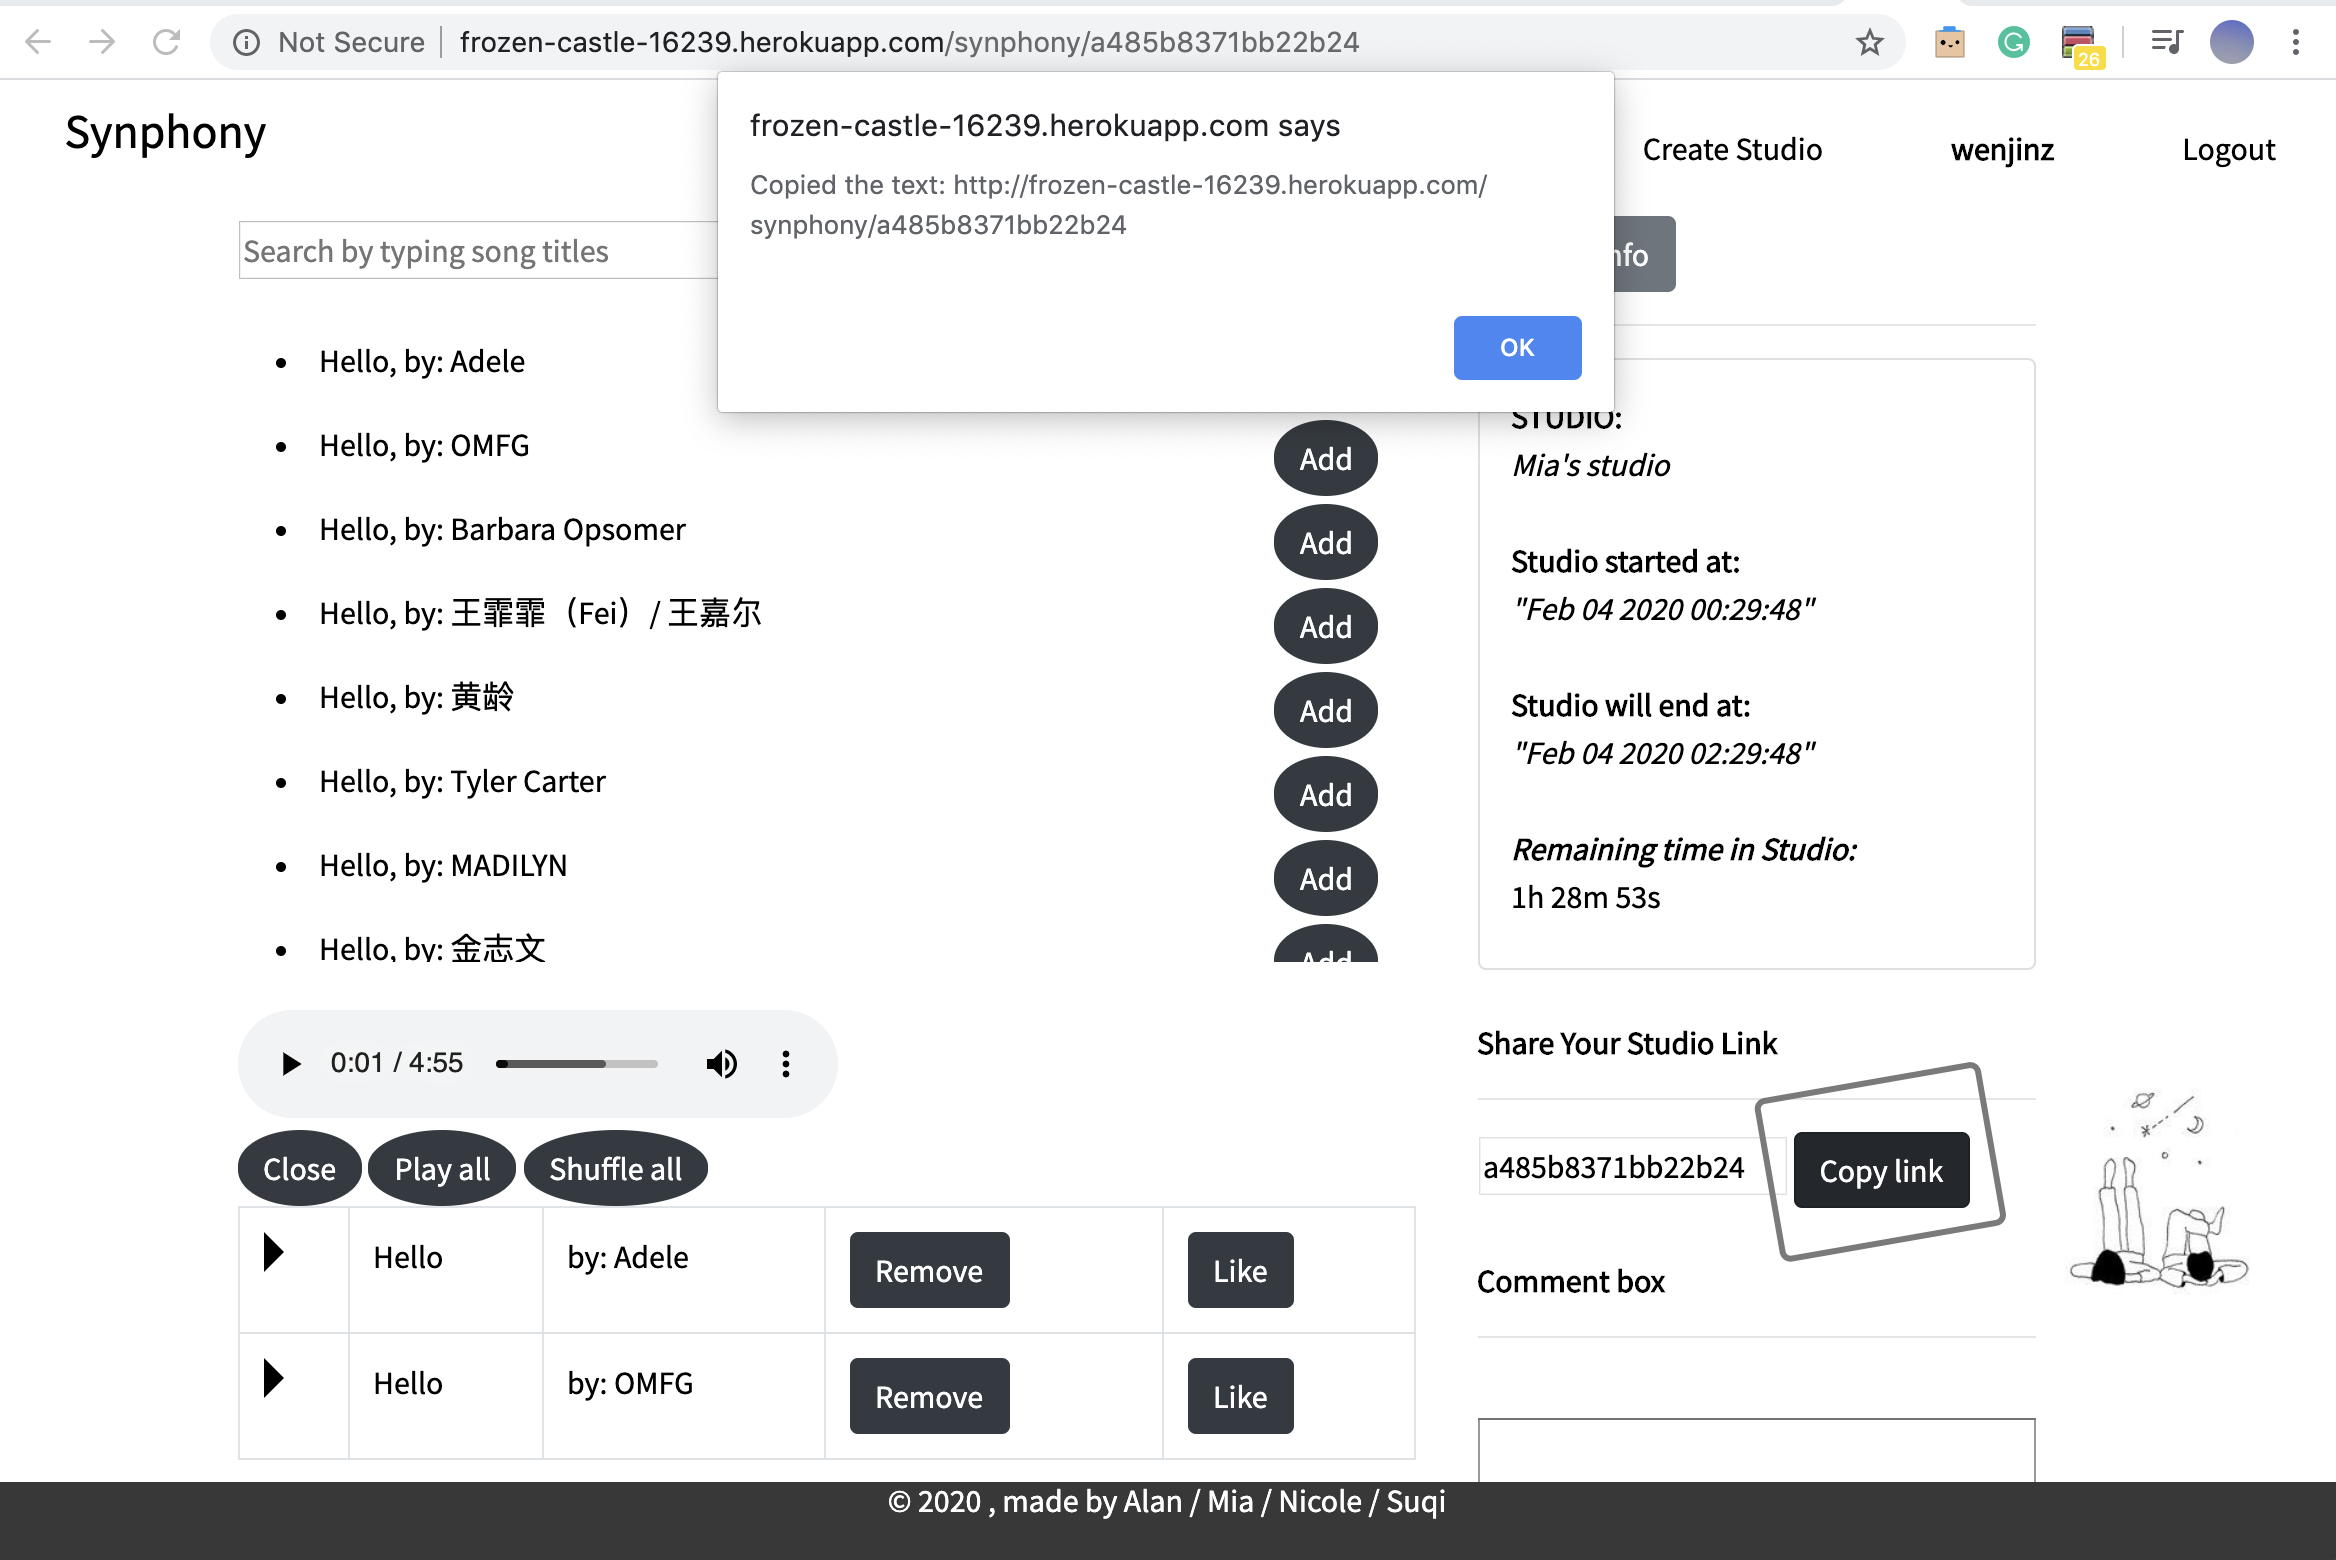 Not Secure frozen-castle-16239.herokuapp.com/synphony/a485b8371bb22b24
26
Synphony
Create Studio
wenjinz
Logout
frozen-castle-16239.herokuapp.com says
Copied the text: http://frozen-castle-16239.herokuapp.com/
synphony/a485b8371bb22b24
OK
Search by typing song titles
Hello, by: Adele
Hello, by: OMFG
Add
Hello, by: Barbara Opsomer
Add
Hello, by: 王霏霏（Fei）/ 王嘉尔
Add
Hello, by: 黄龄
Add
Hello, by: Tyler Carter
Add
Hello, by: MADILYN
Add
Hello, by: 金志文
Add
nfo
STUDIO:
Mia's studio
Studio started at:
"Feb 04 2020 00:29:48"
Studio will end at:
"Feb 04 2020 02:29:48"
Remaining time in Studio:
1h 28m 53s
0:01 / 4:55
Close
Play all
Shuffle all
Hello by: Adele Remove Like
Hello by: OMFG Remove Like
Share Your Studio Link
a485b8371bb22b24
Copy link
Comment box
© 2020 , made by Alan / Mia / Nicole / Suqi